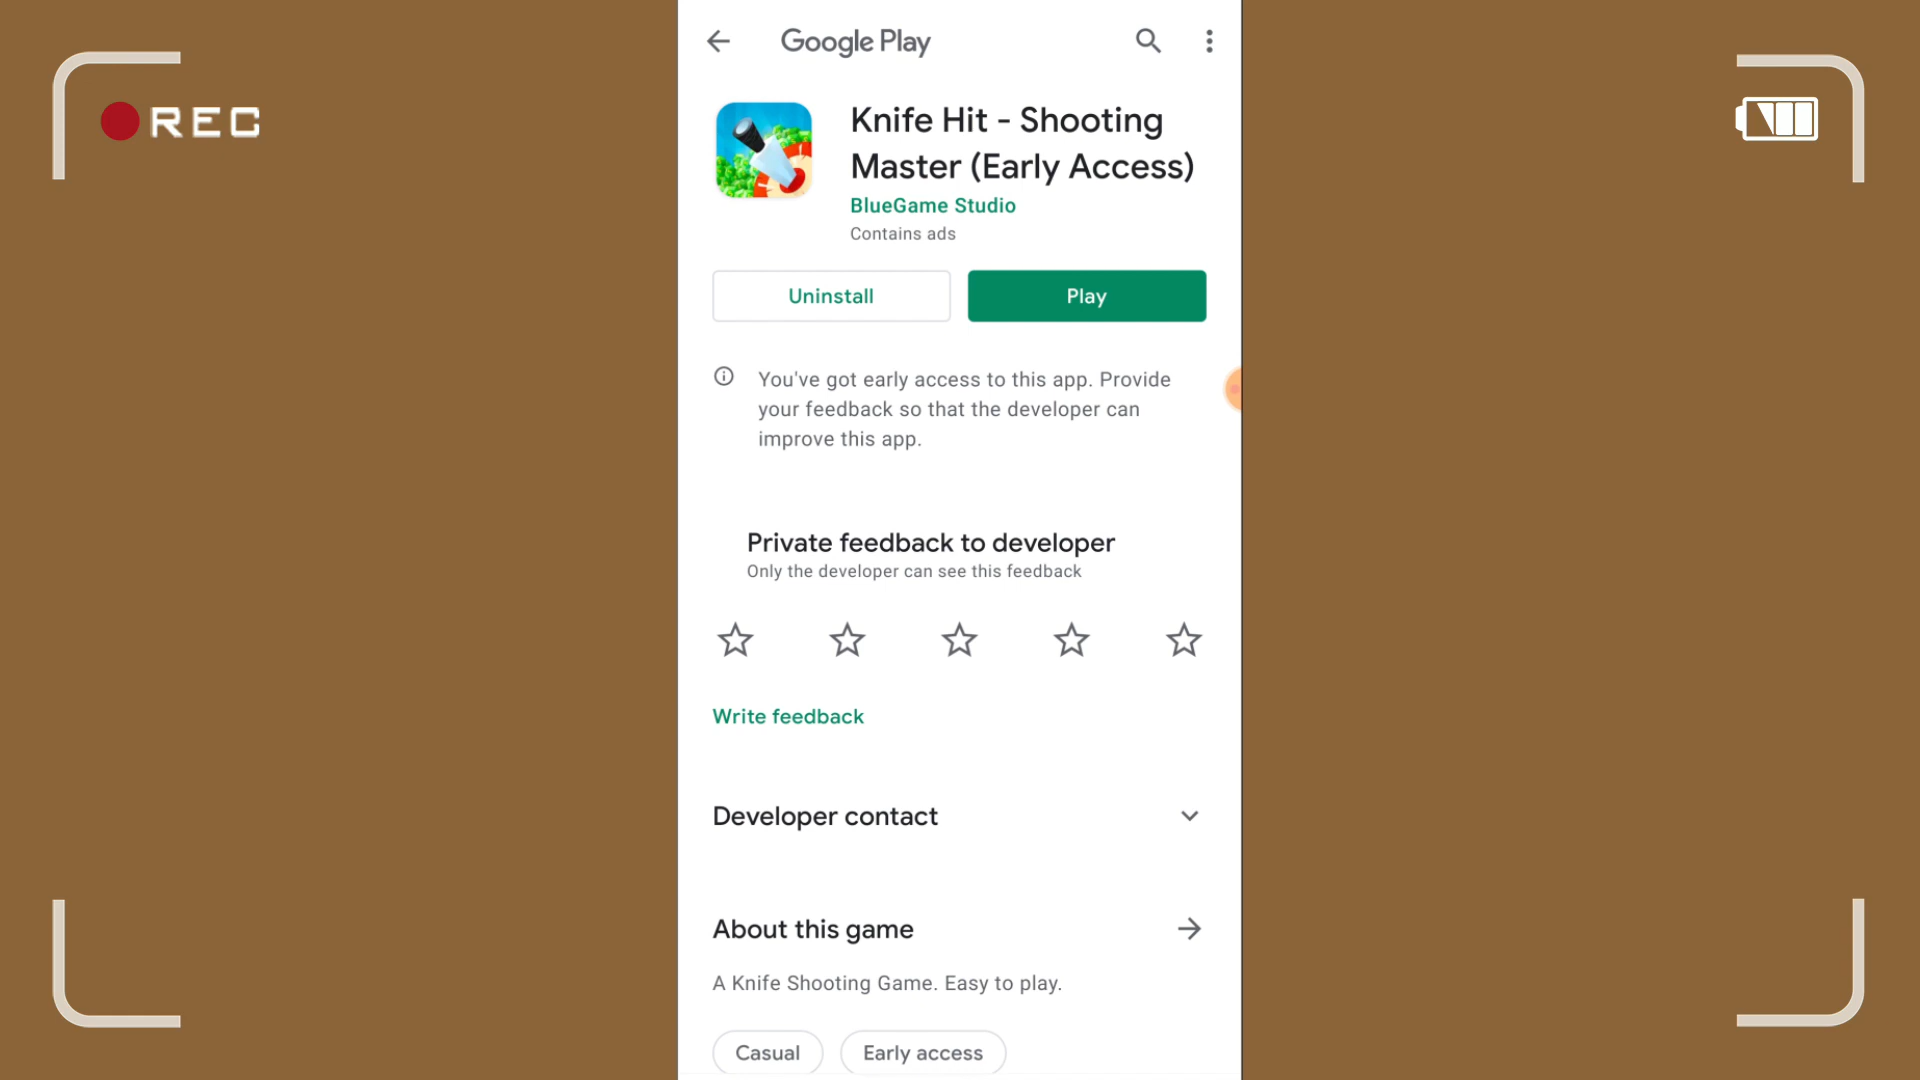 REC
Google Play
Knife Hit - Shooting
Master (Early Access)
BlueGame Studio
Contains ads
Uninstall
Play
You've got early access to this app. Provide
your feedback so that the developer can
improve this app.
Private feedback to developer
Only the developer can see this feedback
Write feedback
Developer contact
About this game
A Knife Shooting Game. Easy to play.
Casual
Early access